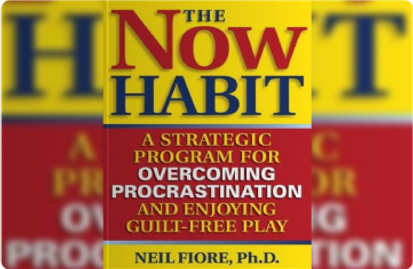 THE
Now
HABIT
A STRATEGIC
PROGRAM FOR
OVERCOMING
PROCRASTINATION
AND ENJOYING
GUILT-FREE PLAY
NEIL FIORE, Ph.D.